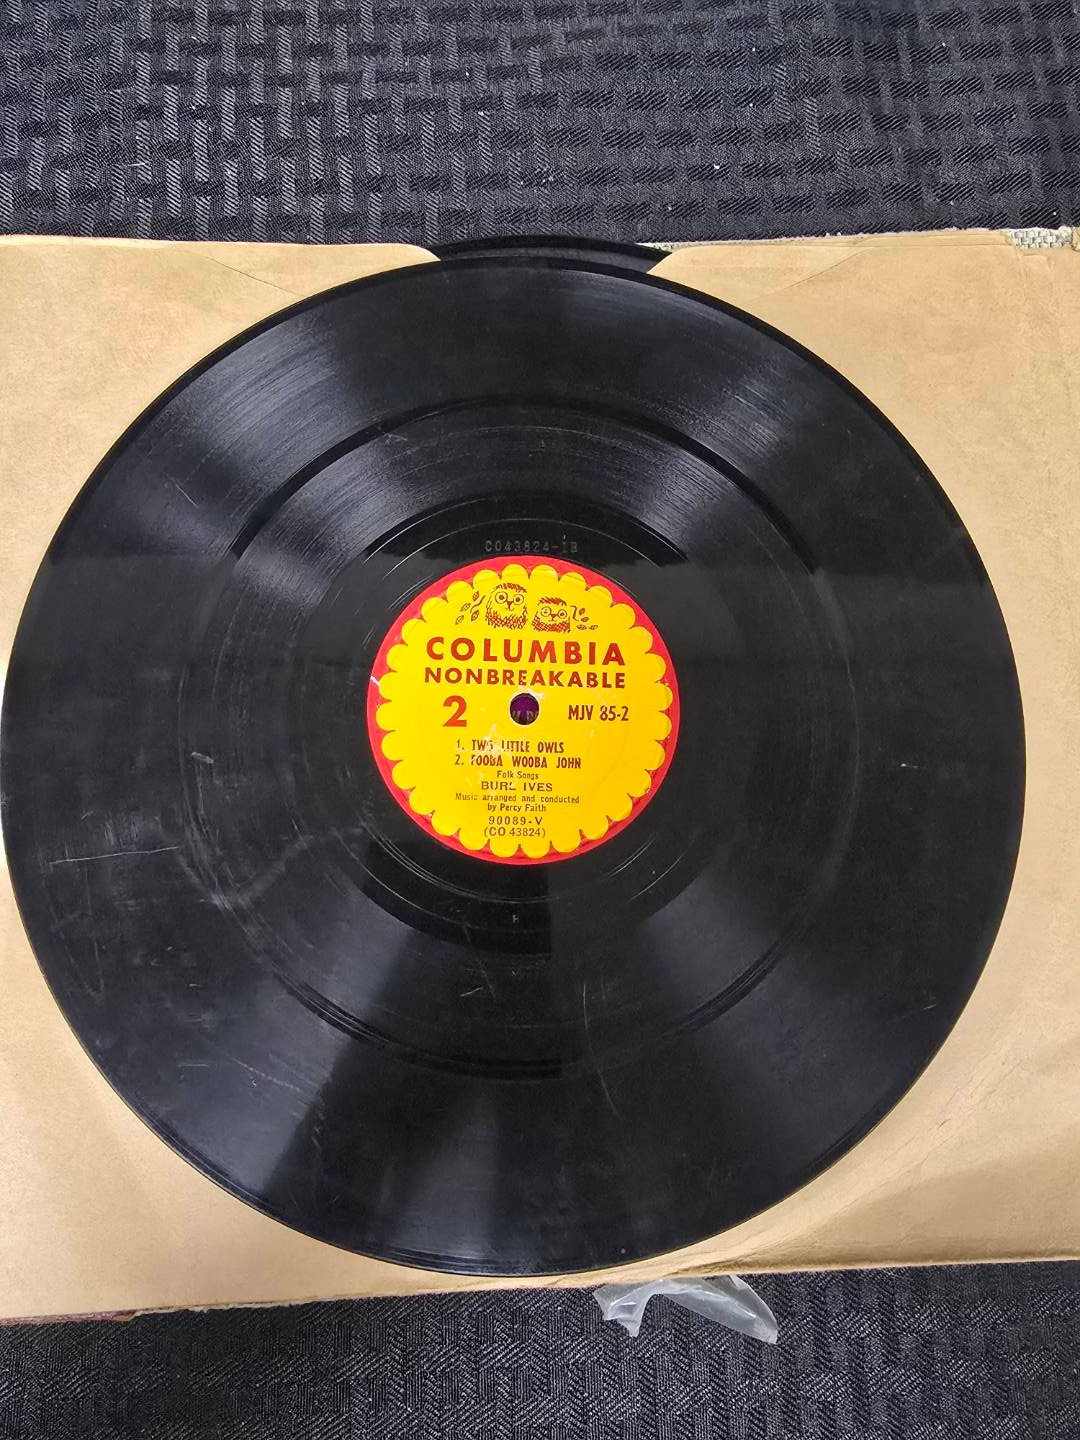 CO43824-1B
COLUMBIA
NONBREAKABLE
2 MJV 85-2
1. TWO LITTLE OWLS
2. FOOBA WOOBA JOHN
Folk Songs
BURL IVES
Music arranged and conducted
by Percy Faith
90089-V
(CO 43824)
H